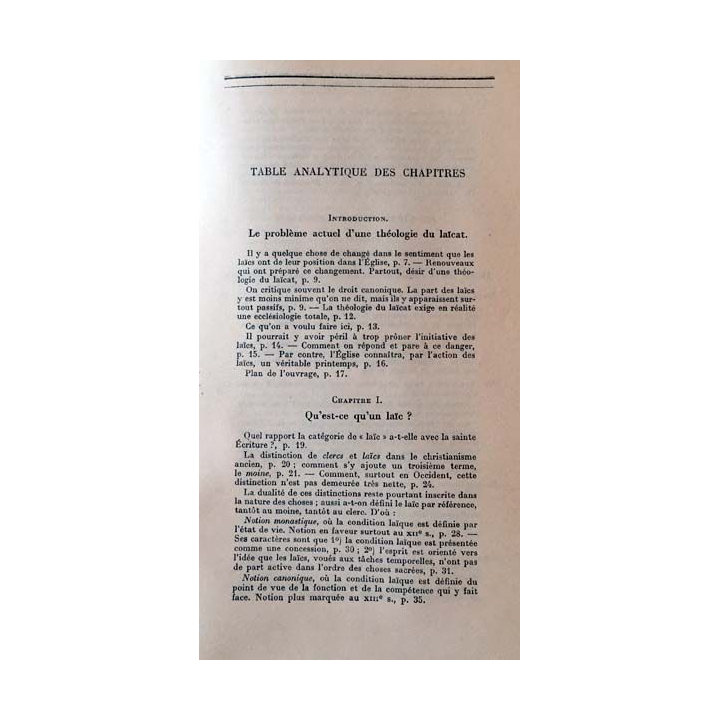 TABLE ANALYTIQUE DES CHAPITRES
INTRODUCTION.
Le problème actuel d'une théologie du laïcat.
Il y a quelque chose de changé dans le sentiment que les
laïcs ont de leur position dans l'Église, p. 7. — Renouveaux
qui ont préparé ce changement. Partout, désir d'une théo-
logie du laïcat, p. 9.
On critique souvent le droit canonique. La part des laïcs
y est moins minime qu'on ne dit, mais ils y apparaissent sur-
tout passifs, p. 9. — La théologie du laïcat exige en réalité
une ecclésiologie totale, p. 12.
Ce qu'on a voulu faire ici, p. 13.
Il pourrait y avoir péril à trop prôner l'initiative des
laïcs, p. 14. — Comment on répond et pare à ce danger,
p. 15. — Par contre, l'Église connaîtra, par l'action des
laïcs, un véritable printemps, p. 16.
Plan de l'ouvrage, p. 17.
CHAPITRE I.
Qu'est-ce qu'un laïc ?
Quel rapport la catégorie de « laïc » a-t-elle avec la sainte
Écriture ?, p. 19.
La distinction de clercs et laïcs dans le christianisme
ancien, p. 20 ; comment s'y ajoute un troisième terme,
le moine, p. 21. — Comment, surtout en Occident, cette
distinction n'est pas demeurée très nette, p. 24.
La dualité de ces distinctions reste pourtant inscrite dans
la nature des choses ; aussi a-t-on défini le laïc par référence,
tantôt au moine, tantôt au clerc. D'où :
Notion monastique, où la condition laïque est définie par
l'état de vie. Notion en faveur surtout au XIIe s., p. 28. —
Ses caractères sont que 1º) la condition laïque est présentée
comme une concession, p. 30 ; 2º) l'esprit est orienté vers
l'idée que les laïcs, voués aux tâches temporelles, n'ont pas
de part active dans l'ordre des choses sacrées, p. 31.
Notion canonique, où la condition laïque est définie du
point de vue de la fonction et de la compétence qui y fait
face. Notion plus marquée au XIIIe s., p. 35.